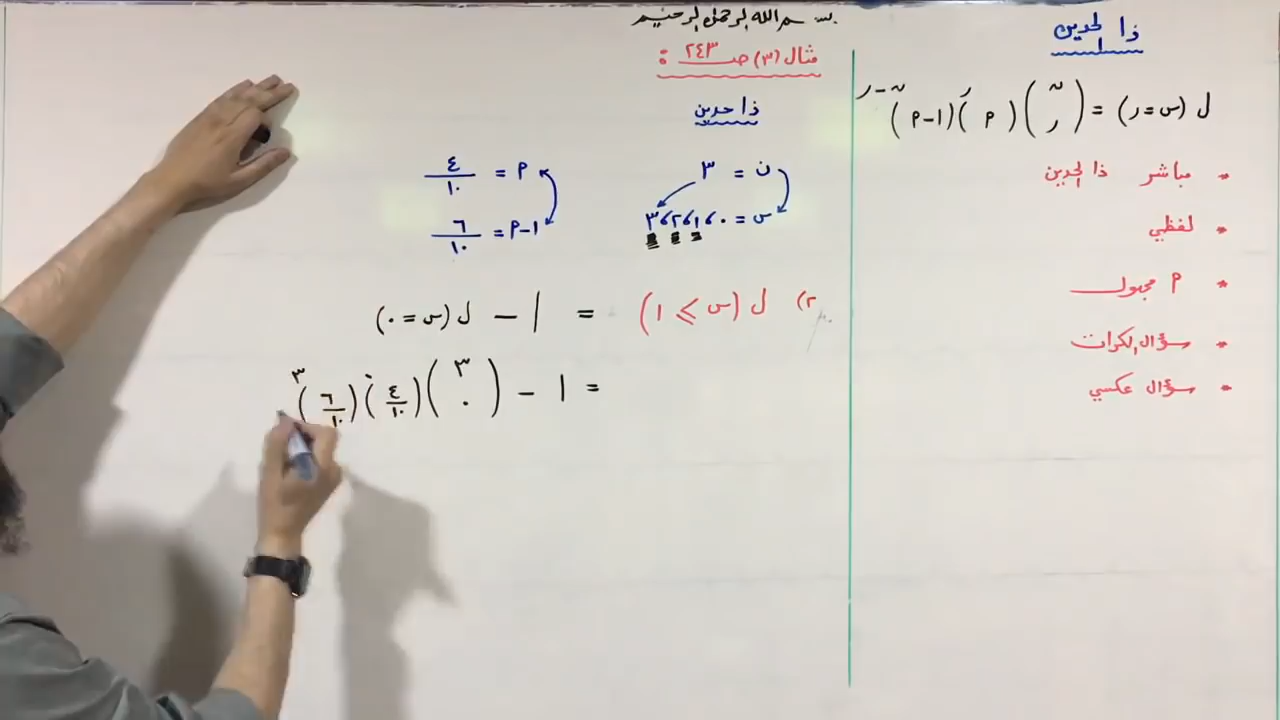 بسم الله الرحمن الرحيم
ذا الحدين
ل (س = ر) = (ن ر) (P)^ر (١ - P)^ن-ر
* مباشر ذا الحدين
* لفظي
* P مجهول
* سؤال الكرات
* سؤال عكسي
مثال (٣) صـ ٢٤٣ :
ذا حدين
ن = ٣
س = ٠، ١، ٢، ٣
P = ٤/١٠
١ - P = ٦/١٠
٢) ل (س ≥ ١) = ١ - ل (س = ٠)
= ١ - (٣ ٠) (٤/١٠)^٠ (٦/١٠)^٣